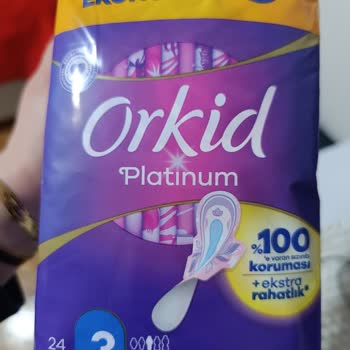 Orkid
Platinum
%100
'e varan sızıntı
koruması
+ekstra
rahatlık*
24
3